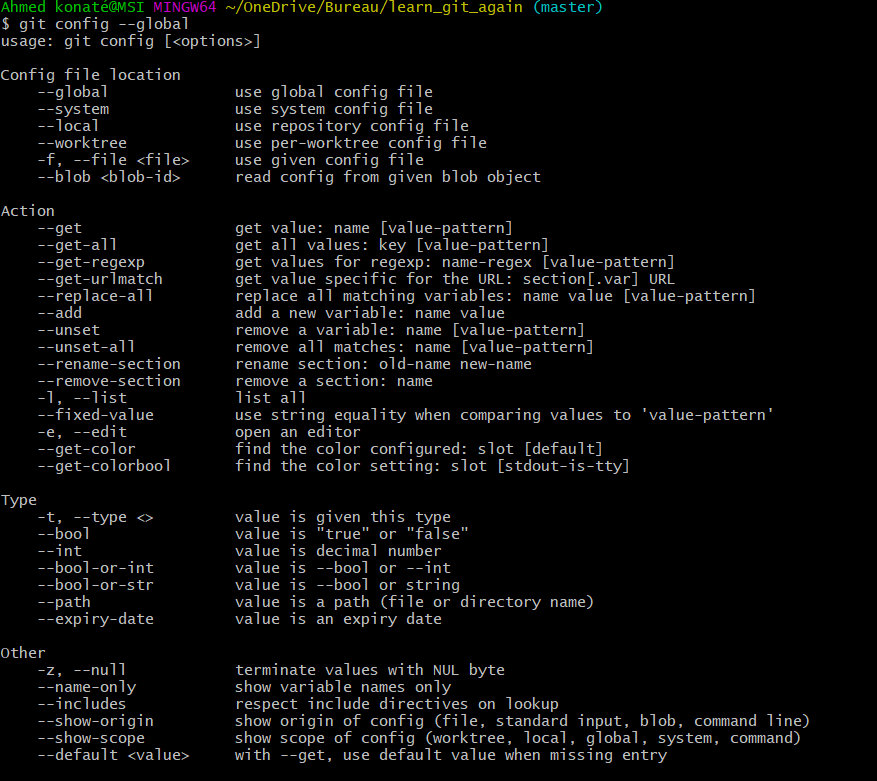 Ahmed konaté@MSI MINGW64 ~/OneDrive/Bureau/learn_git_again (master)
$ git config --global
usage: git config [<options>]

Config file location
    --global              use global config file
    --system              use system config file
    --local               use repository config file
    --worktree            use per-worktree config file
    -f, --file <file>     use given config file
    --blob <blob-id>      read config from given blob object

Action
    --get                 get value: name [value-pattern]
    --get-all             get all values: key [value-pattern]
    --get-regexp          get values for regexp: name-regex [value-pattern]
    --get-urlmatch        get value specific for the URL: section[.var] URL
    --replace-all         replace all matching variables: name value [value-pattern]
    --add                 add a new variable: name value
    --unset               remove a variable: name [value-pattern]
    --unset-all           remove all matches: name [value-pattern]
    --rename-section      rename section: old-name new-name
    --remove-section      remove a section: name
    -l, --list            list all
    --fixed-value         use string equality when comparing values to 'value-pattern'
    -e, --edit            open an editor
    --get-color           find the color configured: slot [default]
    --get-colorbool       find the color setting: slot [stdout-is-tty]

Type
    -t, --type <>         value is given this type
    --bool                value is "true" or "false"
    --int                 value is decimal number
    --bool-or-int         value is --bool or --int
    --bool-or-str         value is --bool or string
    --path                value is a path (file or directory name)
    --expiry-date         value is an expiry date

Other
    -z, --null            terminate values with NUL byte
    --name-only           show variable names only
    --includes            respect include directives on lookup
    --show-origin         show origin of config (file, standard input, blob, command line)
    --show-scope          show scope of config (worktree, local, global, system, command)
    --default <value>     with --get, use default value when missing entry